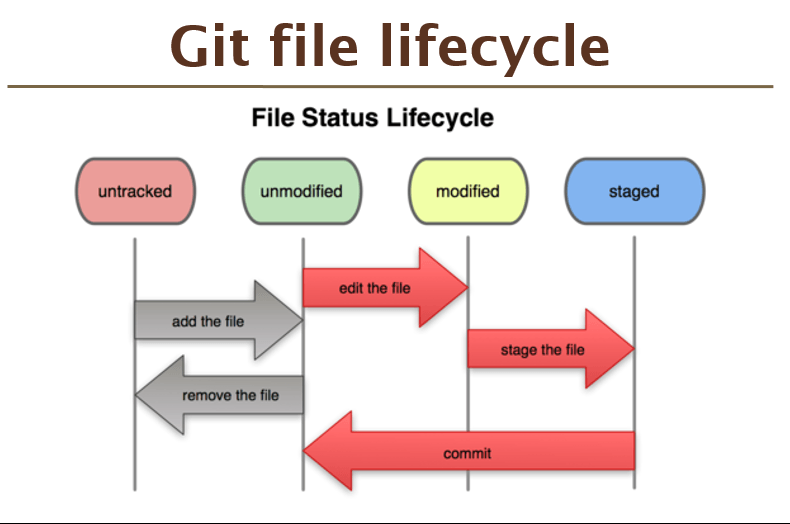 Git file lifecycle
File Status Lifecycle
untracked
unmodified
modified
staged
edit the file
add the file
stage the file
remove the file
commit